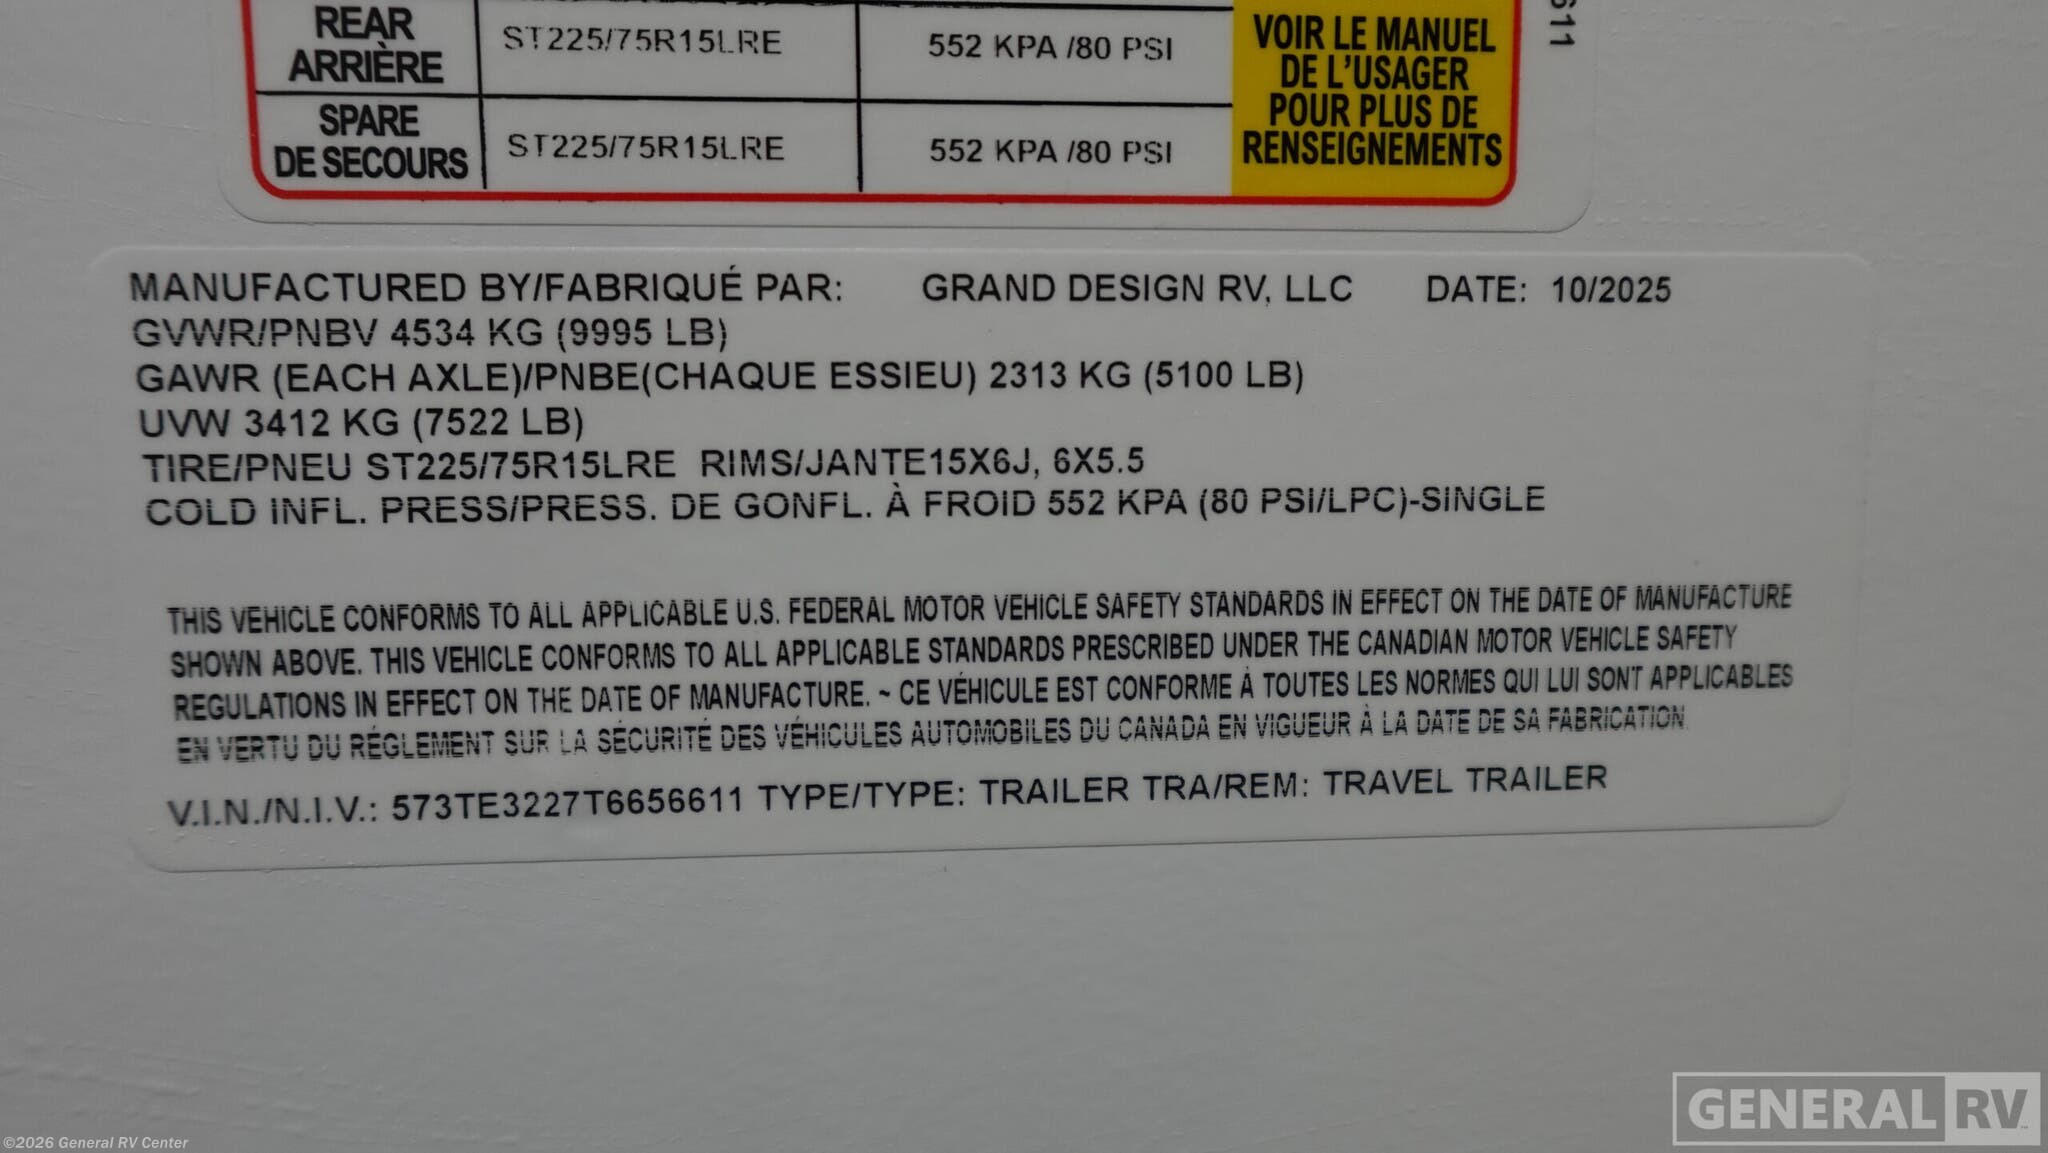 REAR
ARRIÈRE
ST225/75R15LRE
552 KPA /80 PSI
SPARE
DE SECOURS
ST225/75R15LRE
552 KPA /80 PSI
VOIR LE MANUEL
DE L'USAGER
POUR PLUS DE
RENSEIGNEMENTS
611
MANUFACTURED BY/FABRIQUÉ PAR: GRAND DESIGN RV, LLC DATE: 10/2025
GVWR/PNBV 4534 KG (9995 LB)
GAWR (EACH AXLE)/PNBE(CHAQUE ESSIEU) 2313 KG (5100 LB)
UVW 3412 KG (7522 LB)
TIRE/PNEU ST225/75R15LRE RIMS/JANTE15X6J, 6X5.5
COLD INFL. PRESS/PRESS. DE GONFL. À FROID 552 KPA (80 PSI/LPC)-SINGLE
THIS VEHICLE CONFORMS TO ALL APPLICABLE U.S. FEDERAL MOTOR VEHICLE SAFETY STANDARDS IN EFFECT ON THE DATE OF MANUFACTURE
SHOWN ABOVE. THIS VEHICLE CONFORMS TO ALL APPLICABLE STANDARDS PRESCRIBED UNDER THE CANADIAN MOTOR VEHICLE SAFETY
REGULATIONS IN EFFECT ON THE DATE OF MANUFACTURE. ~ CE VÉHICULE EST CONFORME À TOUTES LES NORMES QUI LUI SONT APPLICABLES
EN VERTU DU RÉGLEMENT SUR LA SÉCURITÉ DES VÉHICULES AUTOMOBILES DU CANADA EN VIGUEUR À LA DATE DE SA FABRICATION.
V.I.N./N.I.V.: 573TE3227T6656611 TYPE/TYPE: TRAILER TRA/REM: TRAVEL TRAILER
GENERAL RV
©2026 General RV Center